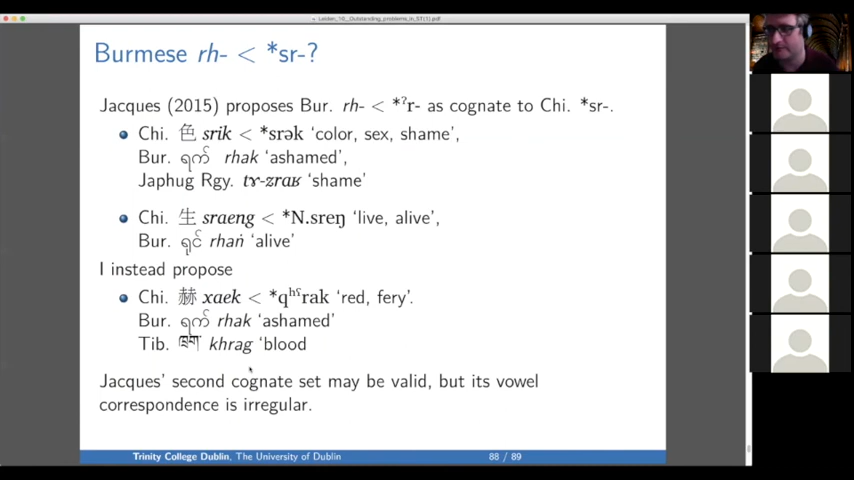 Leiden_10__Outstanding_problems_in_ST(1).pdf
Burmese rh- < *sr-?
Jacques (2015) proposes Bur. rh- < *ˀr- as cognate to Chi. *sr-.
Chi. 色 srik < *srək ‘color, sex, shame’,
Bur. ရှက် rhak ‘ashamed’,
Japhug Rgy. tɤ-zraʁ ‘shame’
Chi. 生 sraeng < *N.sreŋ ‘live, alive’,
Bur. ရှင် rhaṅ ‘alive’
I instead propose
Chi. 赫 xaek < *qʰˤrak ‘red, fery’.
Bur. ရှက် rhak ‘ashamed’
Tib. ཁྲག་ khrag ‘blood
Jacques’ second cognate set may be valid, but its vowel
correspondence is irregular.
Trinity College Dublin, The University of Dublin
88 / 89